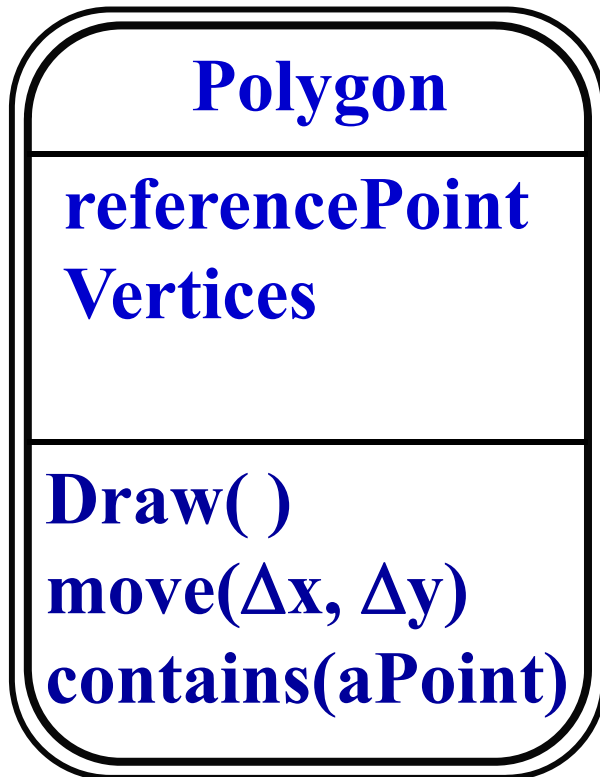 Polygon
referencePoint
Vertices
Draw( )
move(Δx, Δy)
contains(aPoint)